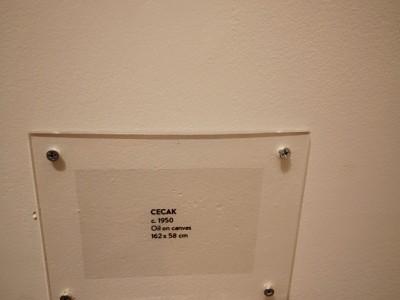 CECAK
c. 1950
Oil on canvas
162 x 58 cm